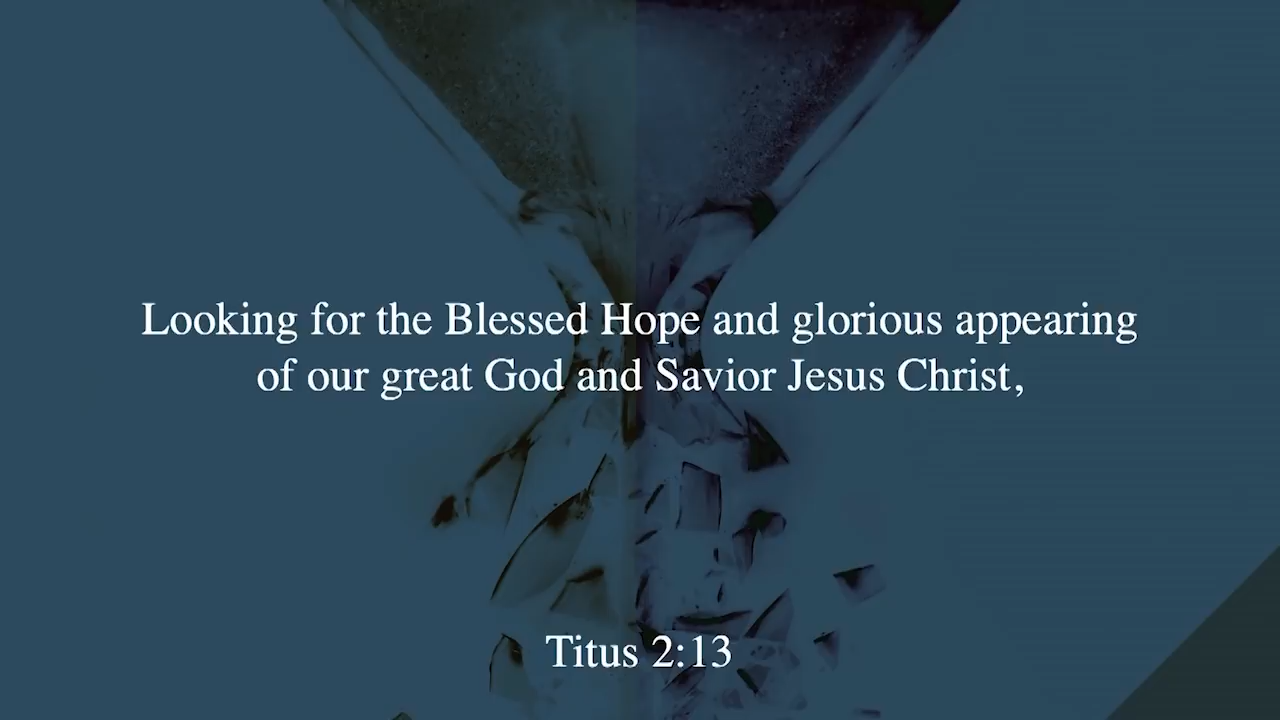 Looking for the Blessed Hope and glorious appearing
of our great God and Savior Jesus Christ,
Titus 2:13